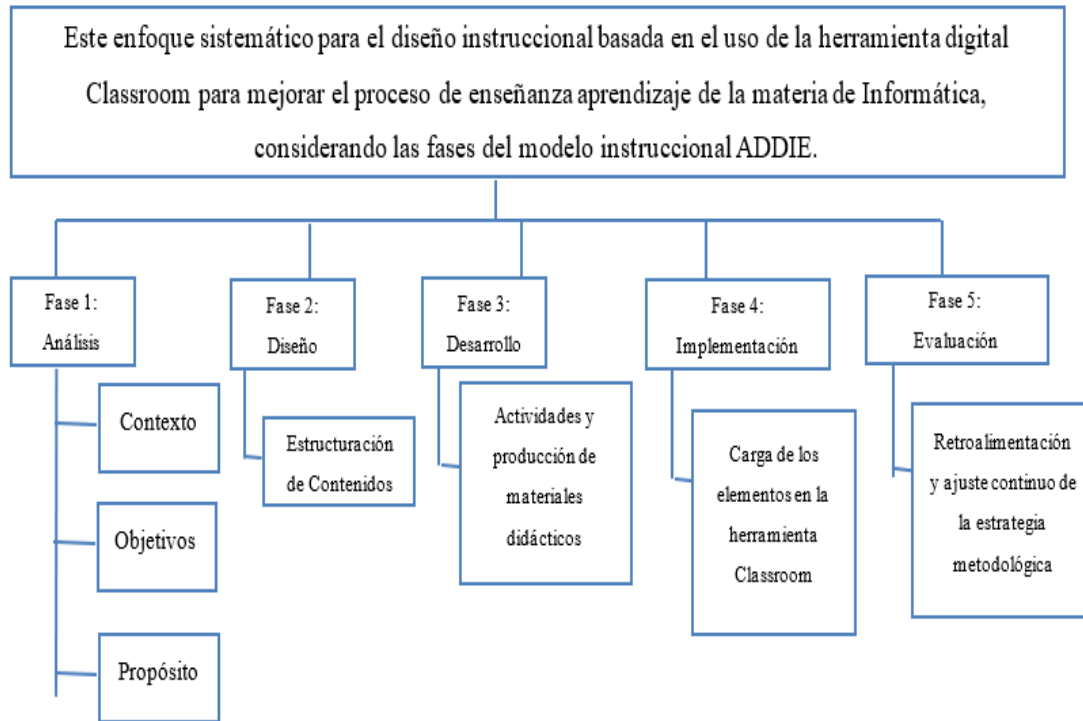 Este enfoque sistemático para el diseño instruccional basada en el uso de la herramienta digital
Classroom para mejorar el proceso de enseñanza aprendizaje de la materia de Informática,
considerando las fases del modelo instruccional ADDIE.
Fase 1:
Análisis
Contexto
Objetivos
Propósito
Fase 2:
Diseño
Estructuración
de Contenidos
Fase 3:
Desarrollo
Actividades y
producción de
materiales
didácticos
Fase 4:
Implementación
Carga de los
elementos en la
herramienta
Classroom
Fase 5:
Evaluación
Retroalimentación
y ajuste continuo de
la estrategia
metodológica